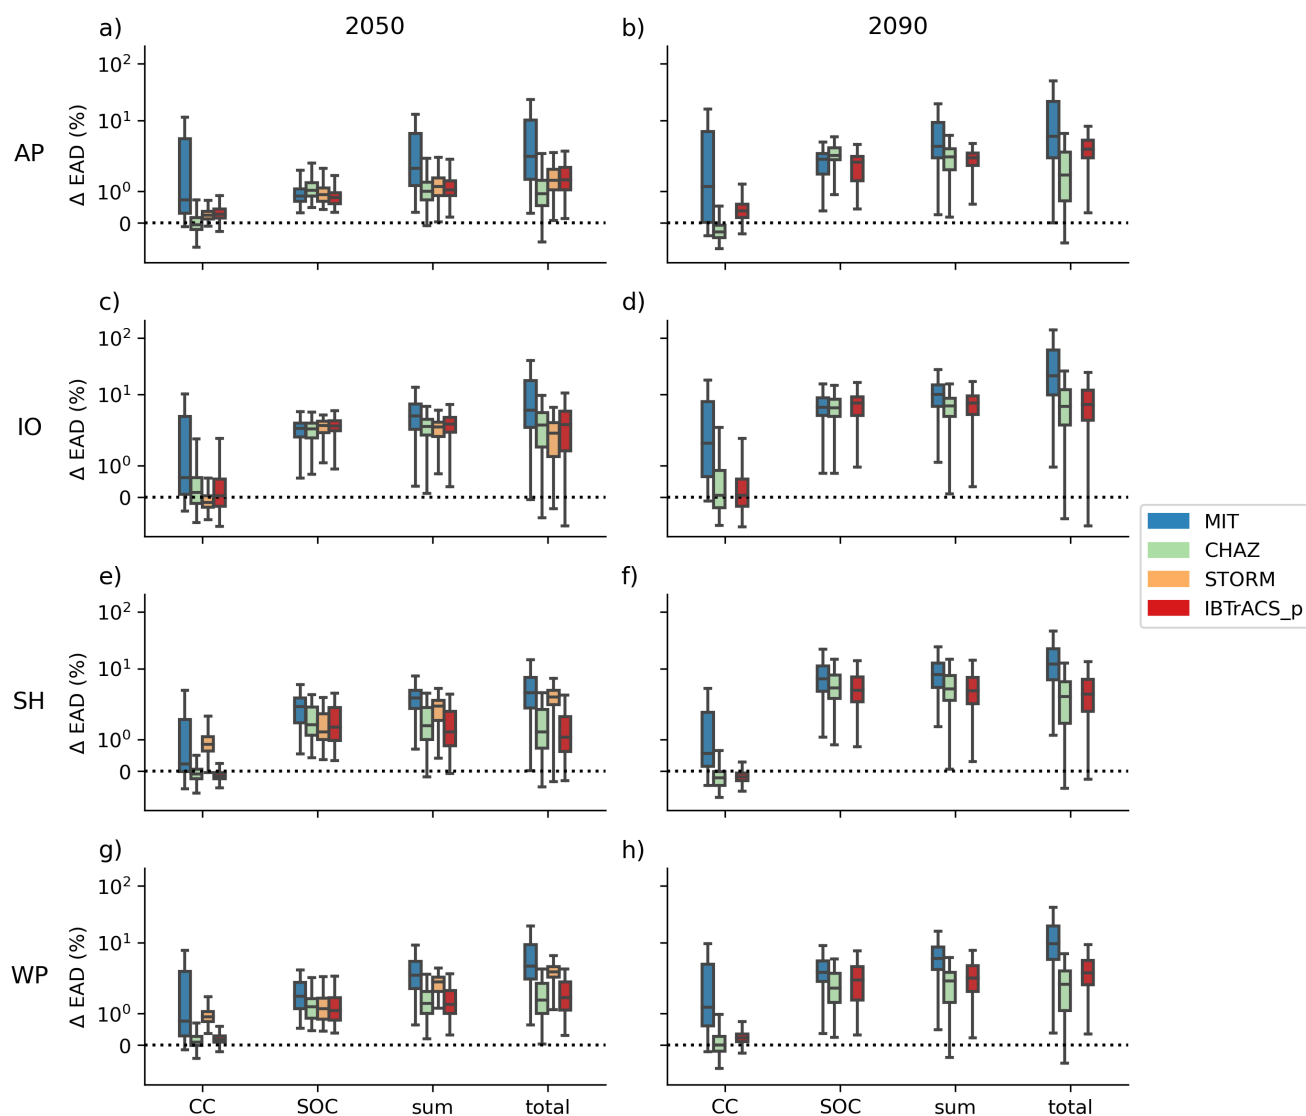 a) 2050 b) 2090
AP Δ EAD (%) 10² 10¹ 10⁰ 0
c) d)
IO Δ EAD (%) 10² 10¹ 10⁰ 0
MIT
CHAZ
STORM
IBTrACS_p
e) f)
SH Δ EAD (%) 10² 10¹ 10⁰ 0
g) h)
WP Δ EAD (%) 10² 10¹ 10⁰ 0
CC SOC sum total CC SOC sum total